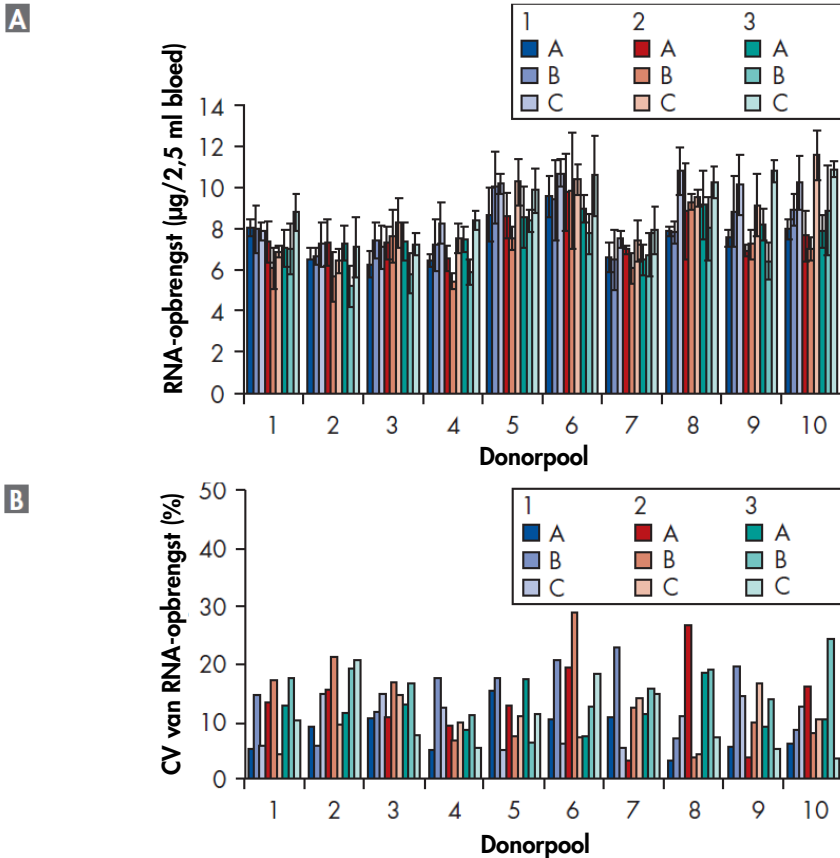 A
1 2 3
A A A
B B B
C C C
RNA-opbrengst (µg/2,5 ml bloed)
14
12
10
8
6
4
2
0
1 2 3 4 5 6 7 8 9 10
Donorpool
B
1 2 3
A A A
B B B
C C C
CV van RNA-opbrengst (%)
50
40
30
20
10
0
1 2 3 4 5 6 7 8 9 10
Donorpool